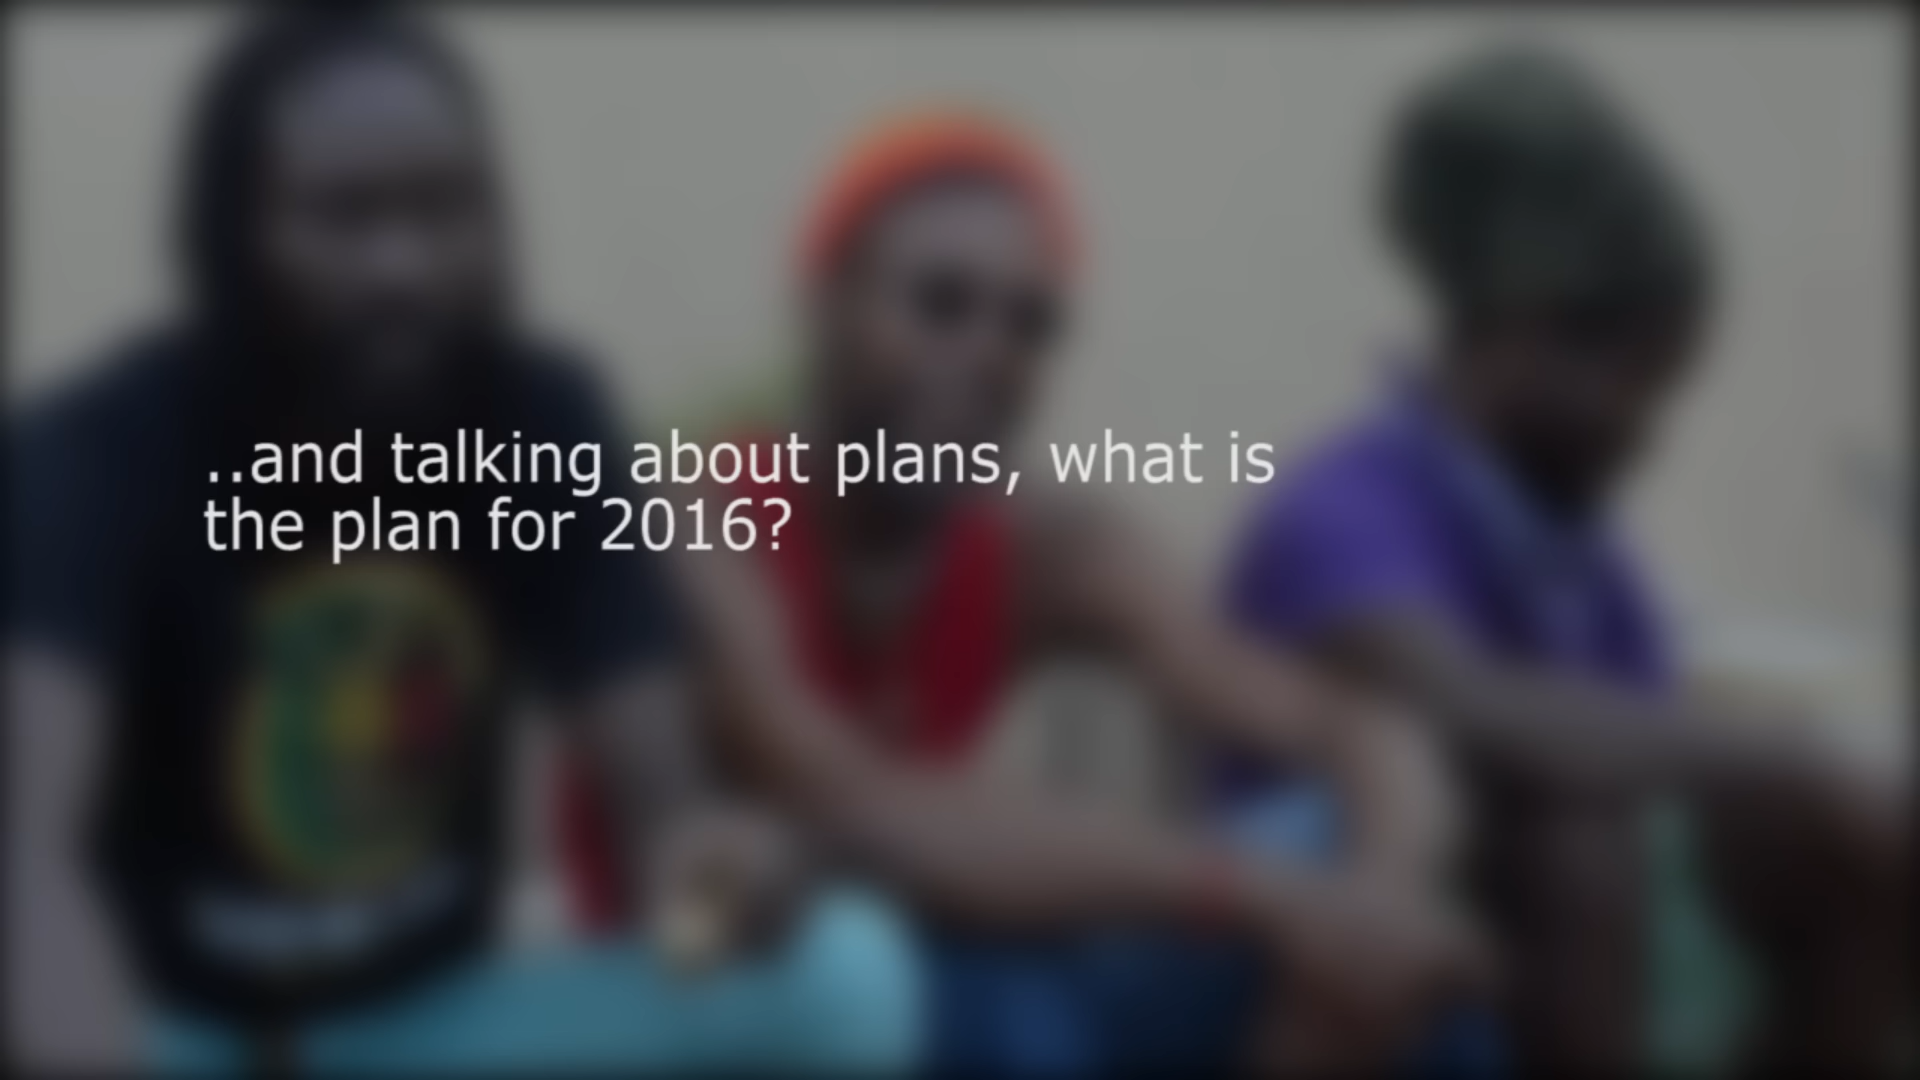 ..and talking about plans, what is
the plan for 2016?